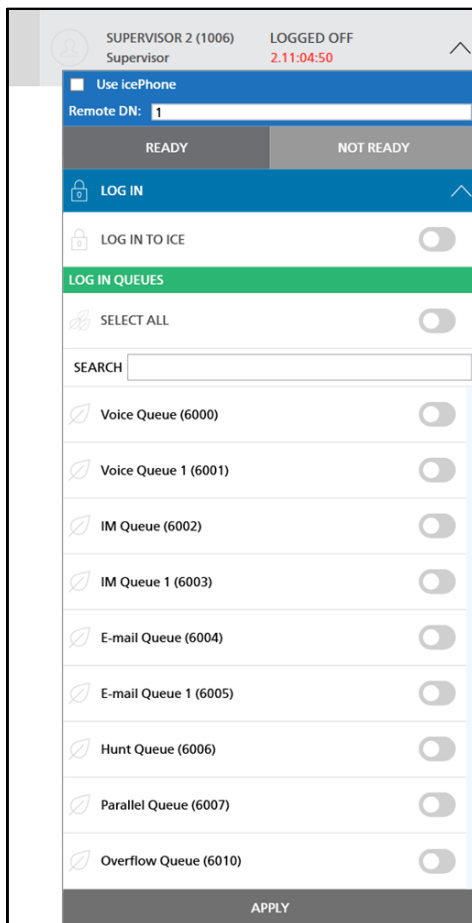 SUPERVISOR 2 (1006) LOGGED OFF
Supervisor 2.11:04:50
Use icePhone
Remote DN: 1
READY NOT READY
LOG IN
LOG IN TO ICE
LOG IN QUEUES
SELECT ALL
SEARCH
Voice Queue (6000)
Voice Queue 1 (6001)
IM Queue (6002)
IM Queue 1 (6003)
E-mail Queue (6004)
E-mail Queue 1 (6005)
Hunt Queue (6006)
Parallel Queue (6007)
Overflow Queue (6010)
APPLY